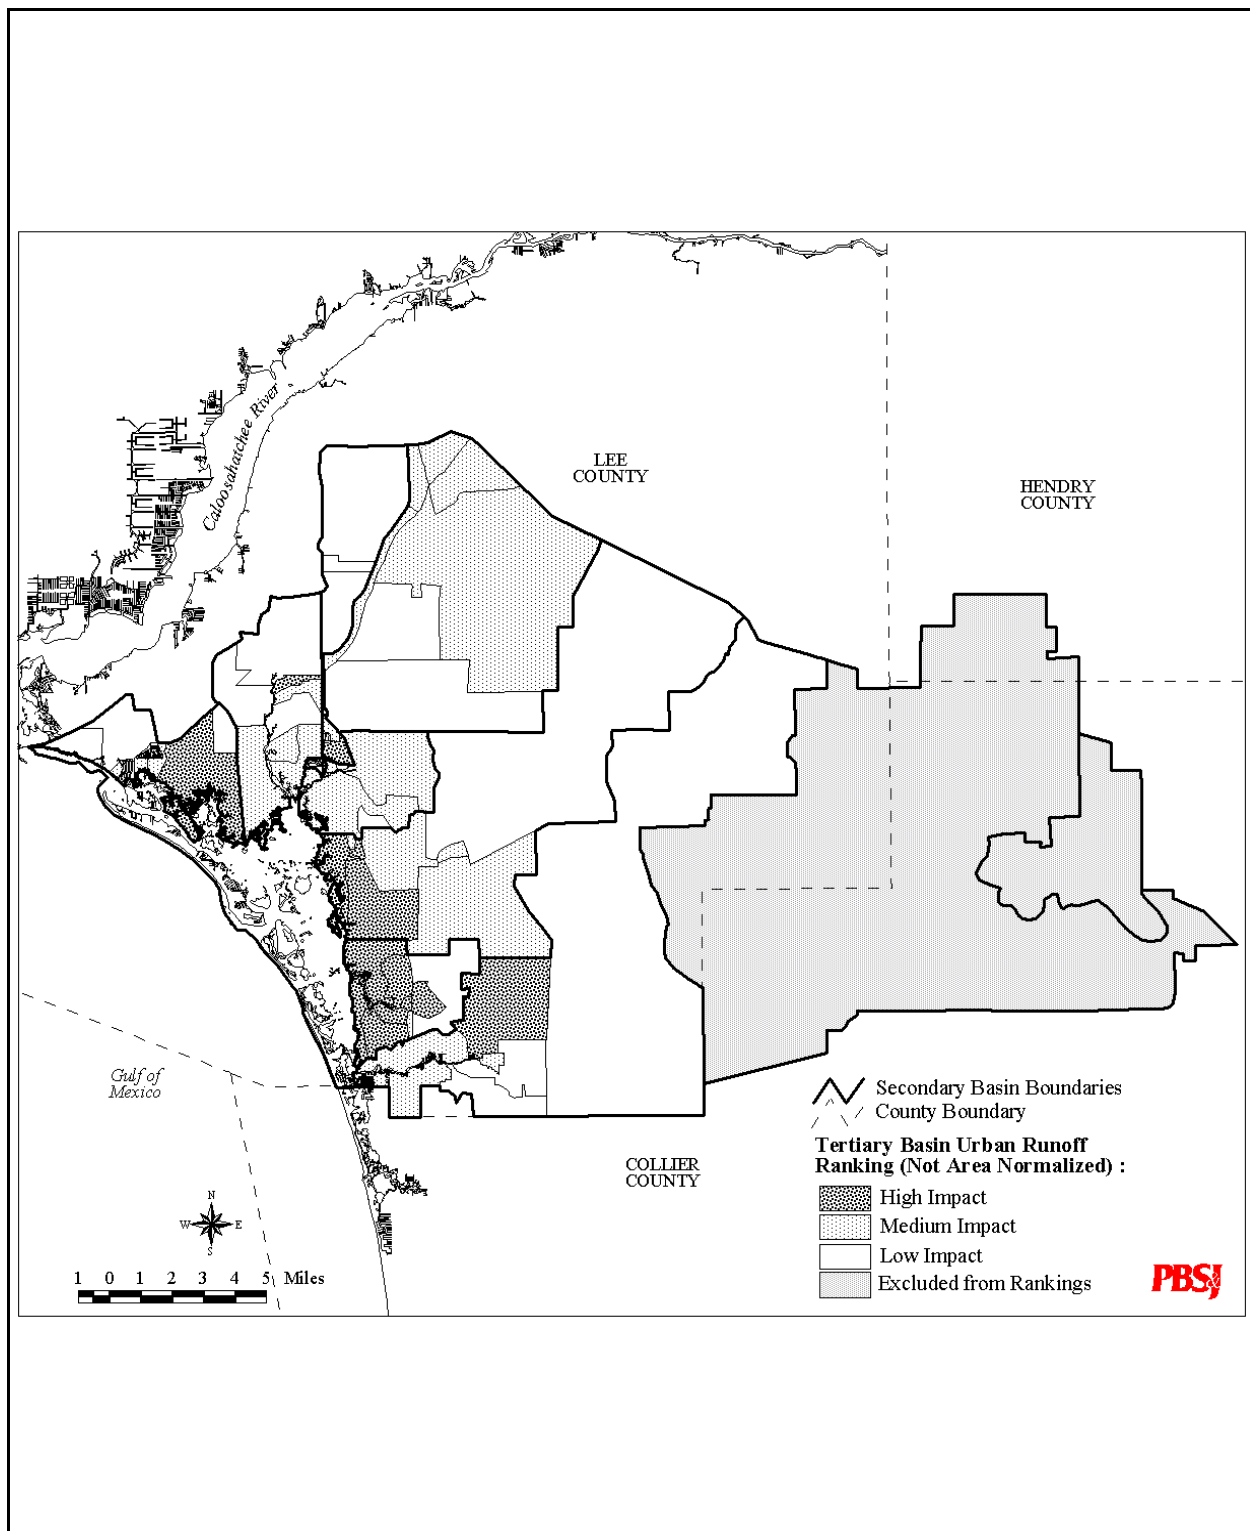 Caloosahatchee River
LEE
COUNTY
HENDRY
COUNTY
Gulf of
Mexico
COLLIER
COUNTY
Secondary Basin Boundaries
County Boundary
Tertiary Basin Urban Runoff
Ranking (Not Area Normalized) :
High Impact
Medium Impact
Low Impact
Excluded from Rankings
N
W E
S
1 0 1 2 3 4 5 Miles
PBS&J